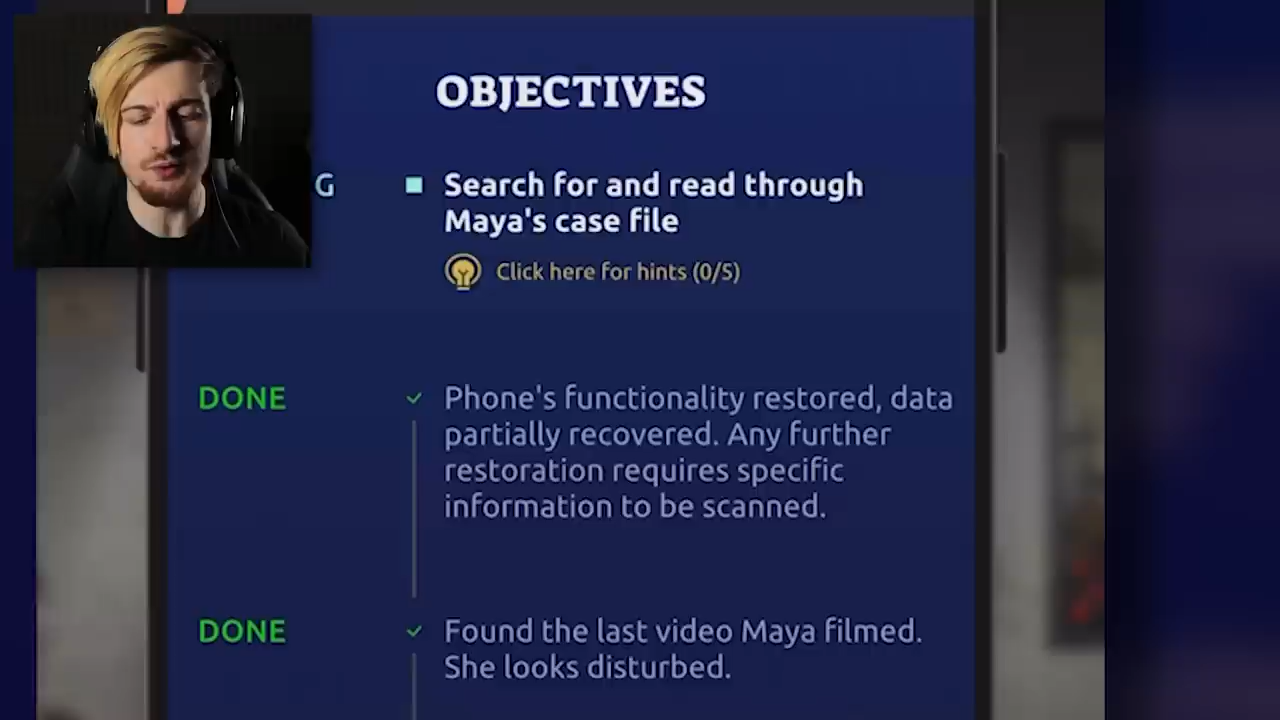 OBJECTIVES
G
Search for and read through
Maya's case file
Click here for hints (0/5)
DONE
Phone's functionality restored, data
partially recovered. Any further
restoration requires specific
information to be scanned.
DONE
Found the last video Maya filmed.
She looks disturbed.